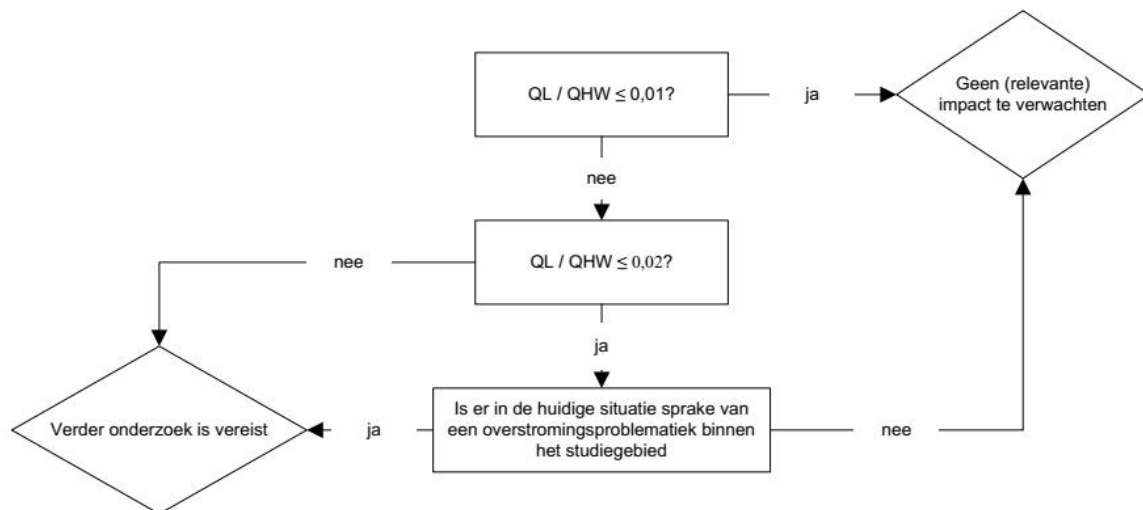 QL / QHW ≤ 0,01?
ja
Geen (relevante)
impact te verwachten
nee
nee
QL / QHW ≤ 0,02?
ja
Verder onderzoek is vereist
ja
Is er in de huidige situatie sprake van
een overstromingsproblematiek binnen
het studiegebied
nee